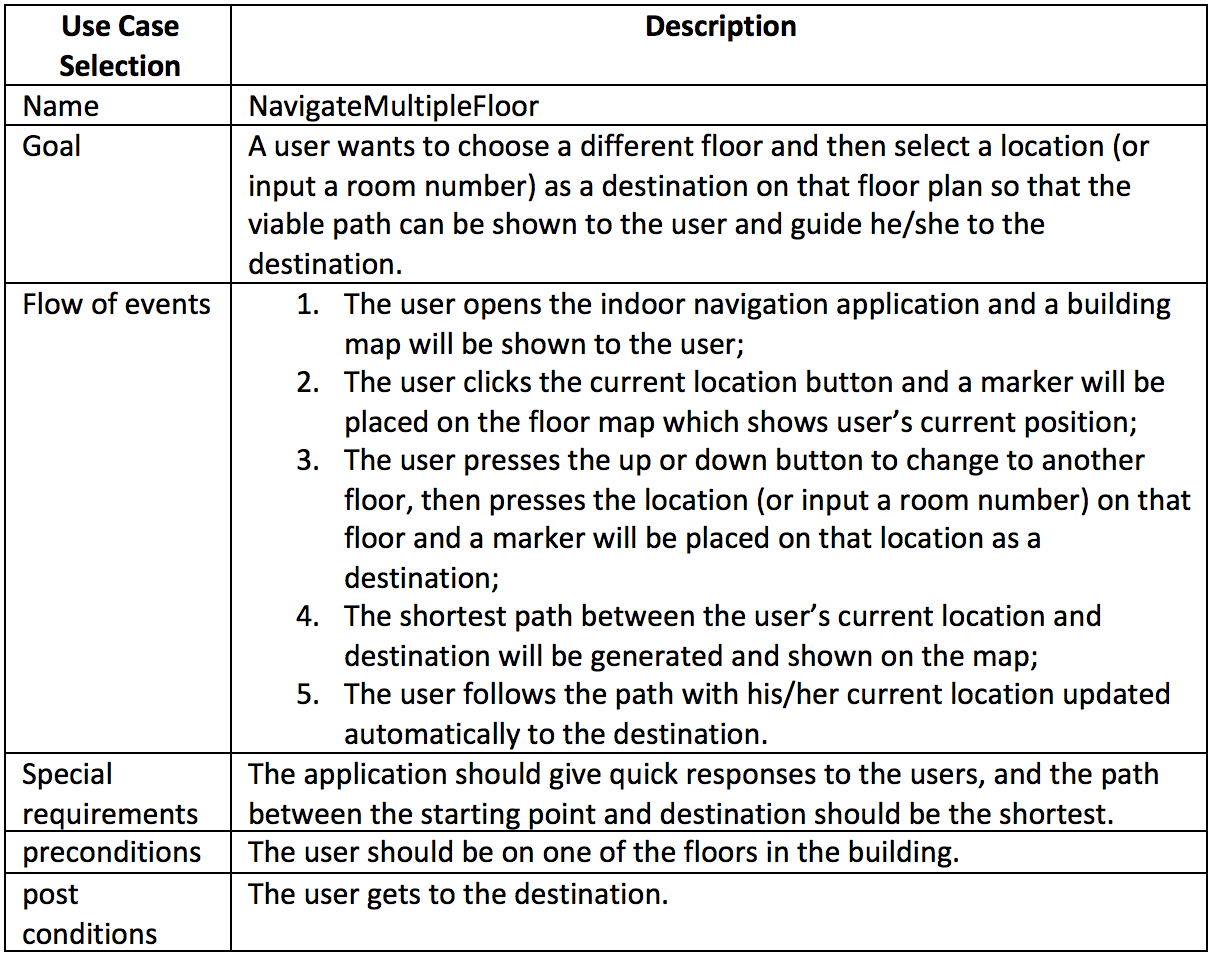 Use Case
Selection
Description
Name
NavigateMultipleFloor
Goal
A user wants to choose a different floor and then select a location (or
input a room number) as a destination on that floor plan so that the
viable path can be shown to the user and guide he/she to the
destination.
Flow of events
1. The user opens the indoor navigation application and a building
map will be shown to the user;
2. The user clicks the current location button and a marker will be
placed on the floor map which shows user’s current position;
3. The user presses the up or down button to change to another
floor, then presses the location (or input a room number) on that
floor and a marker will be placed on that location as a
destination;
4. The shortest path between the user’s current location and
destination will be generated and shown on the map;
5. The user follows the path with his/her current location updated
automatically to the destination.
Special
requirements
The application should give quick responses to the users, and the path
between the starting point and destination should be the shortest.
preconditions
The user should be on one of the floors in the building.
post
conditions
The user gets to the destination.